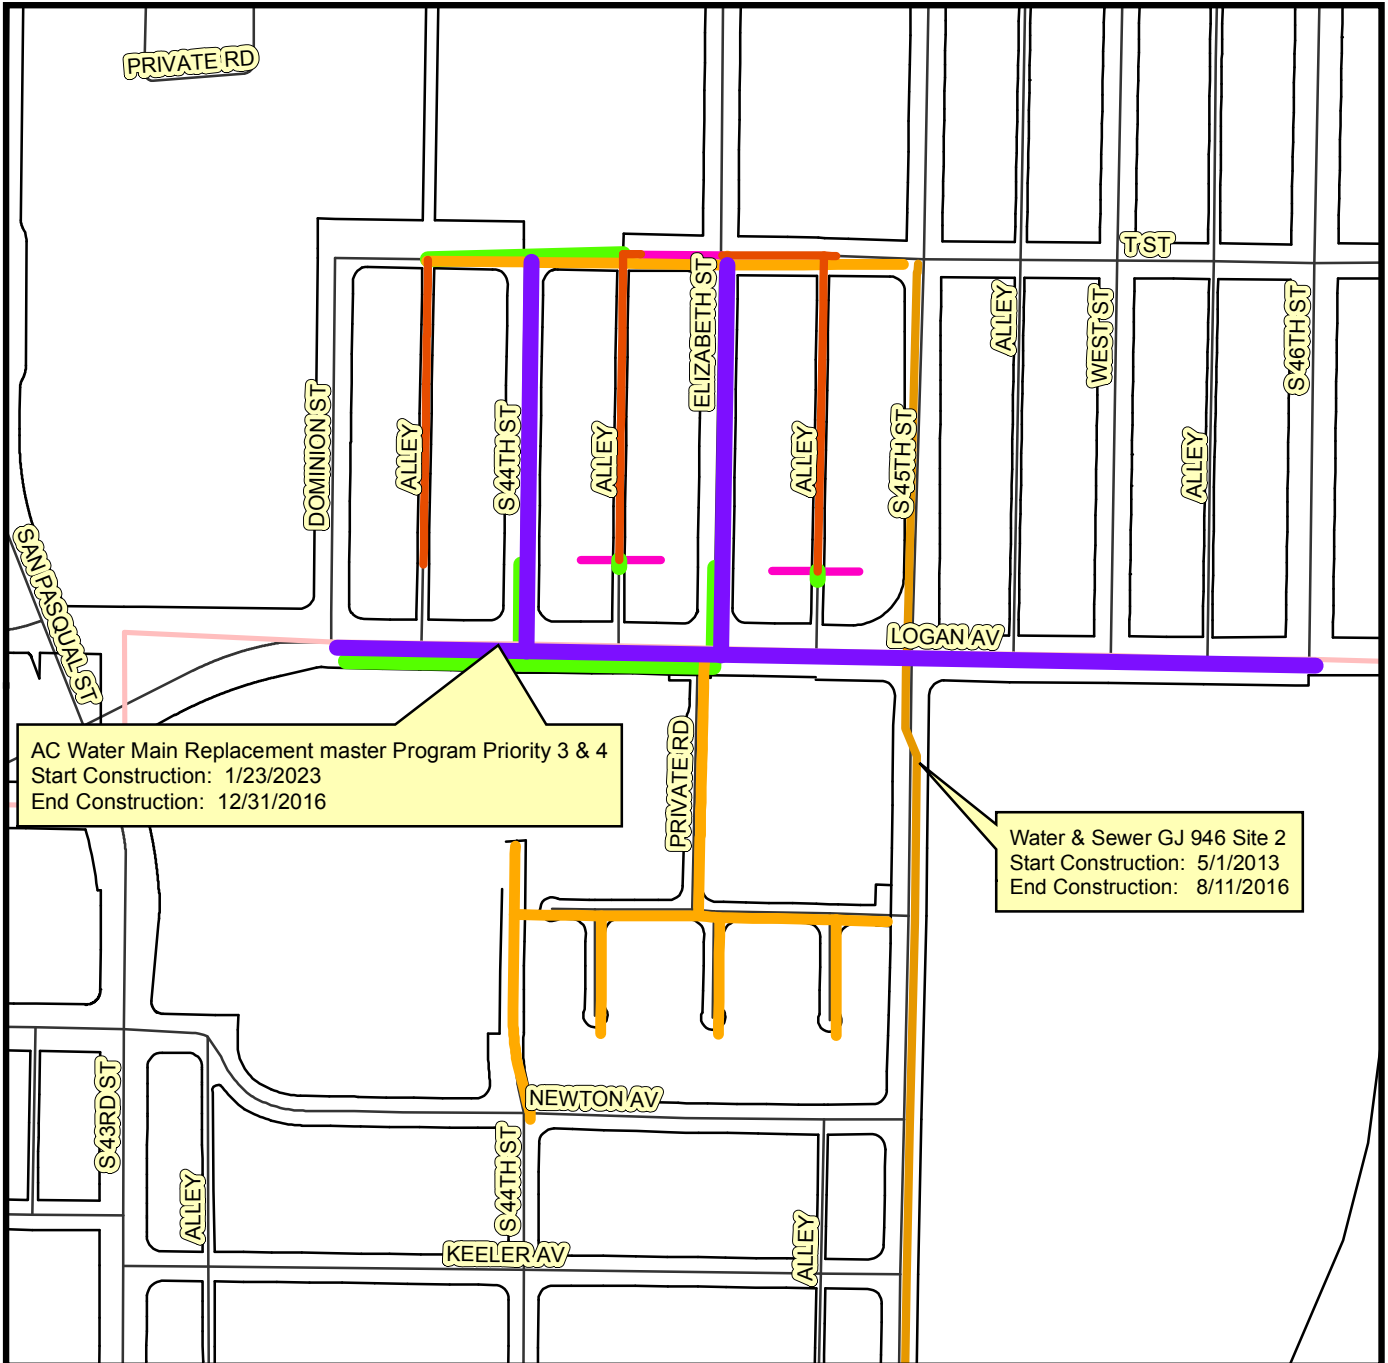 PRIVATE RD
T ST
ELIZABETH ST
ALLEY
WEST ST
S 46TH ST
DOMINION ST
ALLEY
S 44TH ST
ALLEY
ALLEY
S 45TH ST
ALLEY
SAN PASQUAL ST
LOGAN AV
AC Water Main Replacement master Program Priority 3 & 4
Start Construction: 1/23/2023
End Construction: 12/31/2016
PRIVATE RD
Water & Sewer GJ 946 Site 2
Start Construction: 5/1/2013
End Construction: 8/11/2016
S 43RD ST
NEWTON AV
ALLEY
S 44TH ST
ALLEY
KEELER AV